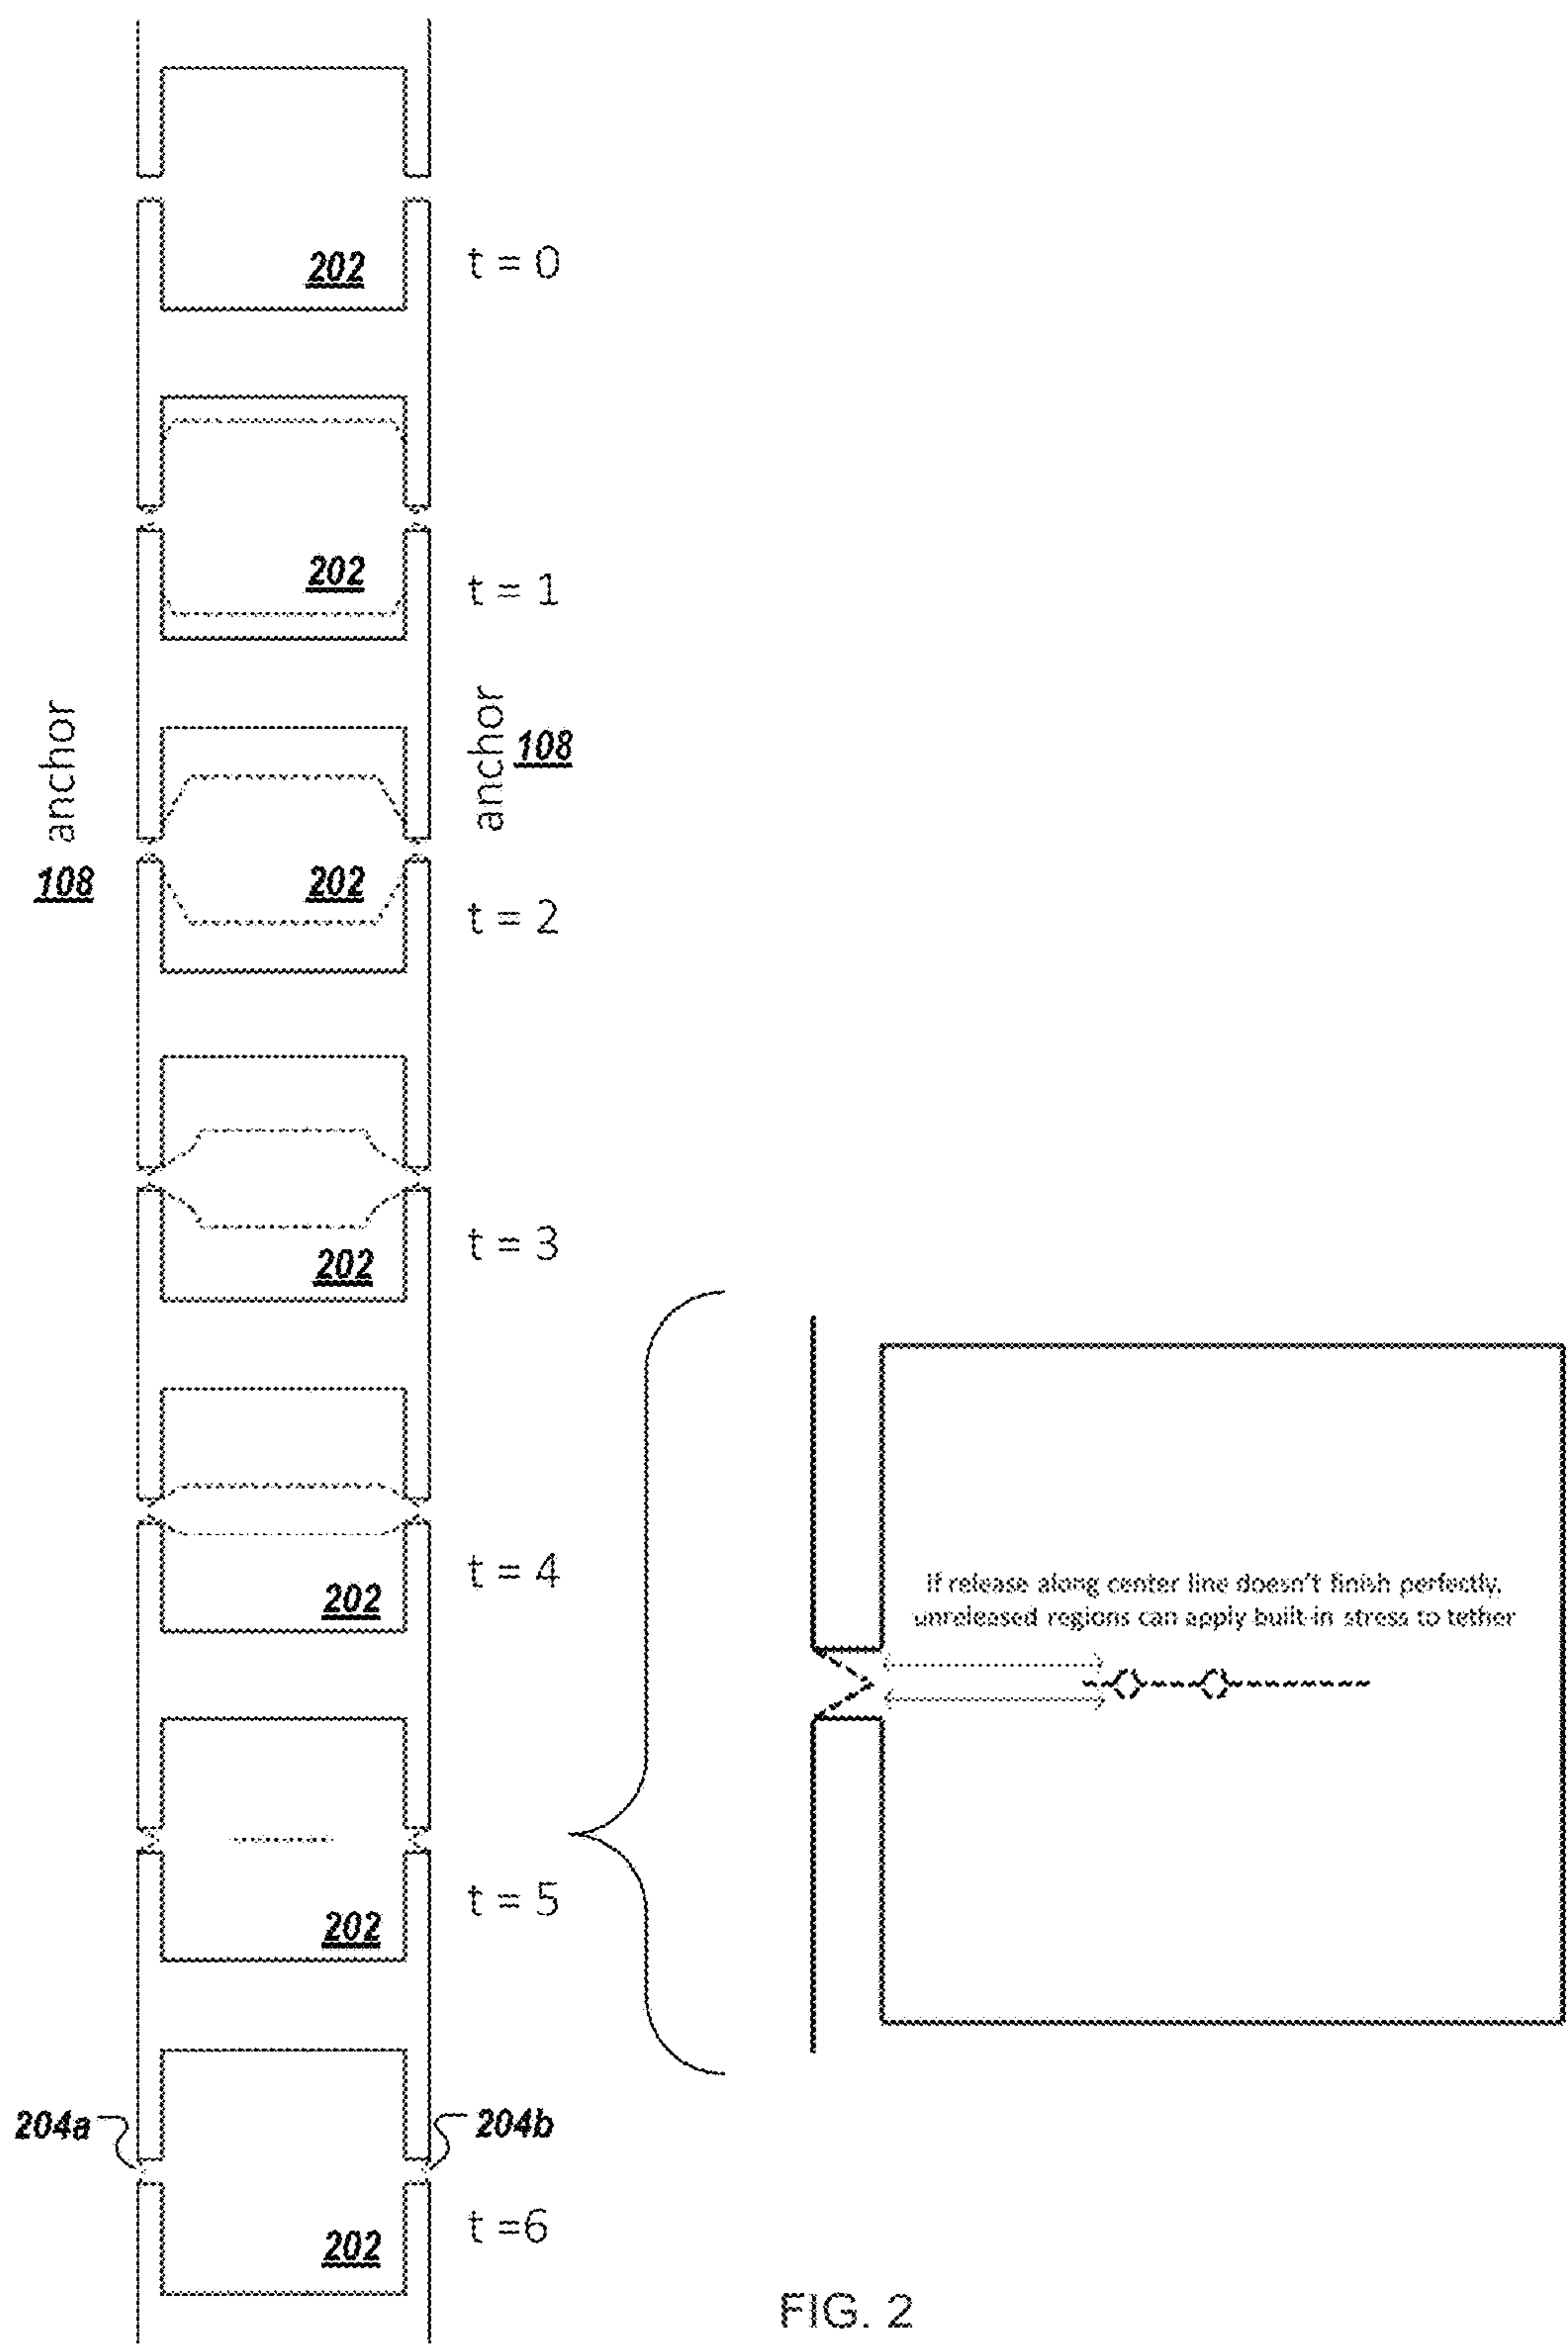 202
t = 0
202
t = 1
anchor
108
anchor
108
202
t = 2
202
t = 3
If release along center line doesn't finish perfectly,
unreleased regions can apply built-in stress to tether
202
t = 4
202
t = 5
204a
204b
202
t =6
FIG. 2